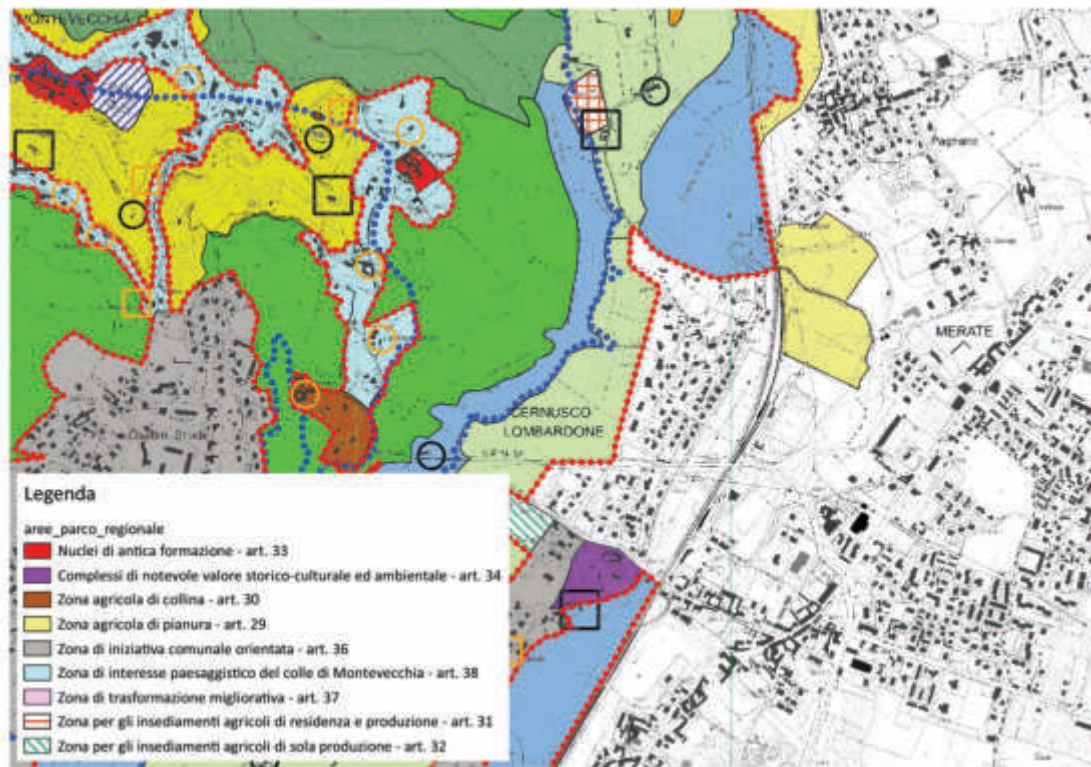 MONTEVECCHIA
Pagnano
MERATE
CERNUSCO
LOMBARDONE
Legenda
aree_parco_regionale
Nuclei di antica formazione - art. 33
Complessi di notevole valore storico-culturale ed ambientale - art. 34
Zona agricola di collina - art. 30
Zona agricola di pianura - art. 29
Zona di iniziativa comunale orientata - art. 36
Zona di interesse paesaggistico del colle di Montevecchia - art. 38
Zona di trasformazione migliorativa - art. 37
Zona per gli insediamenti agricoli di residenza e produzione - art. 31
Zona per gli insediamenti agricoli di sola produzione - art. 32